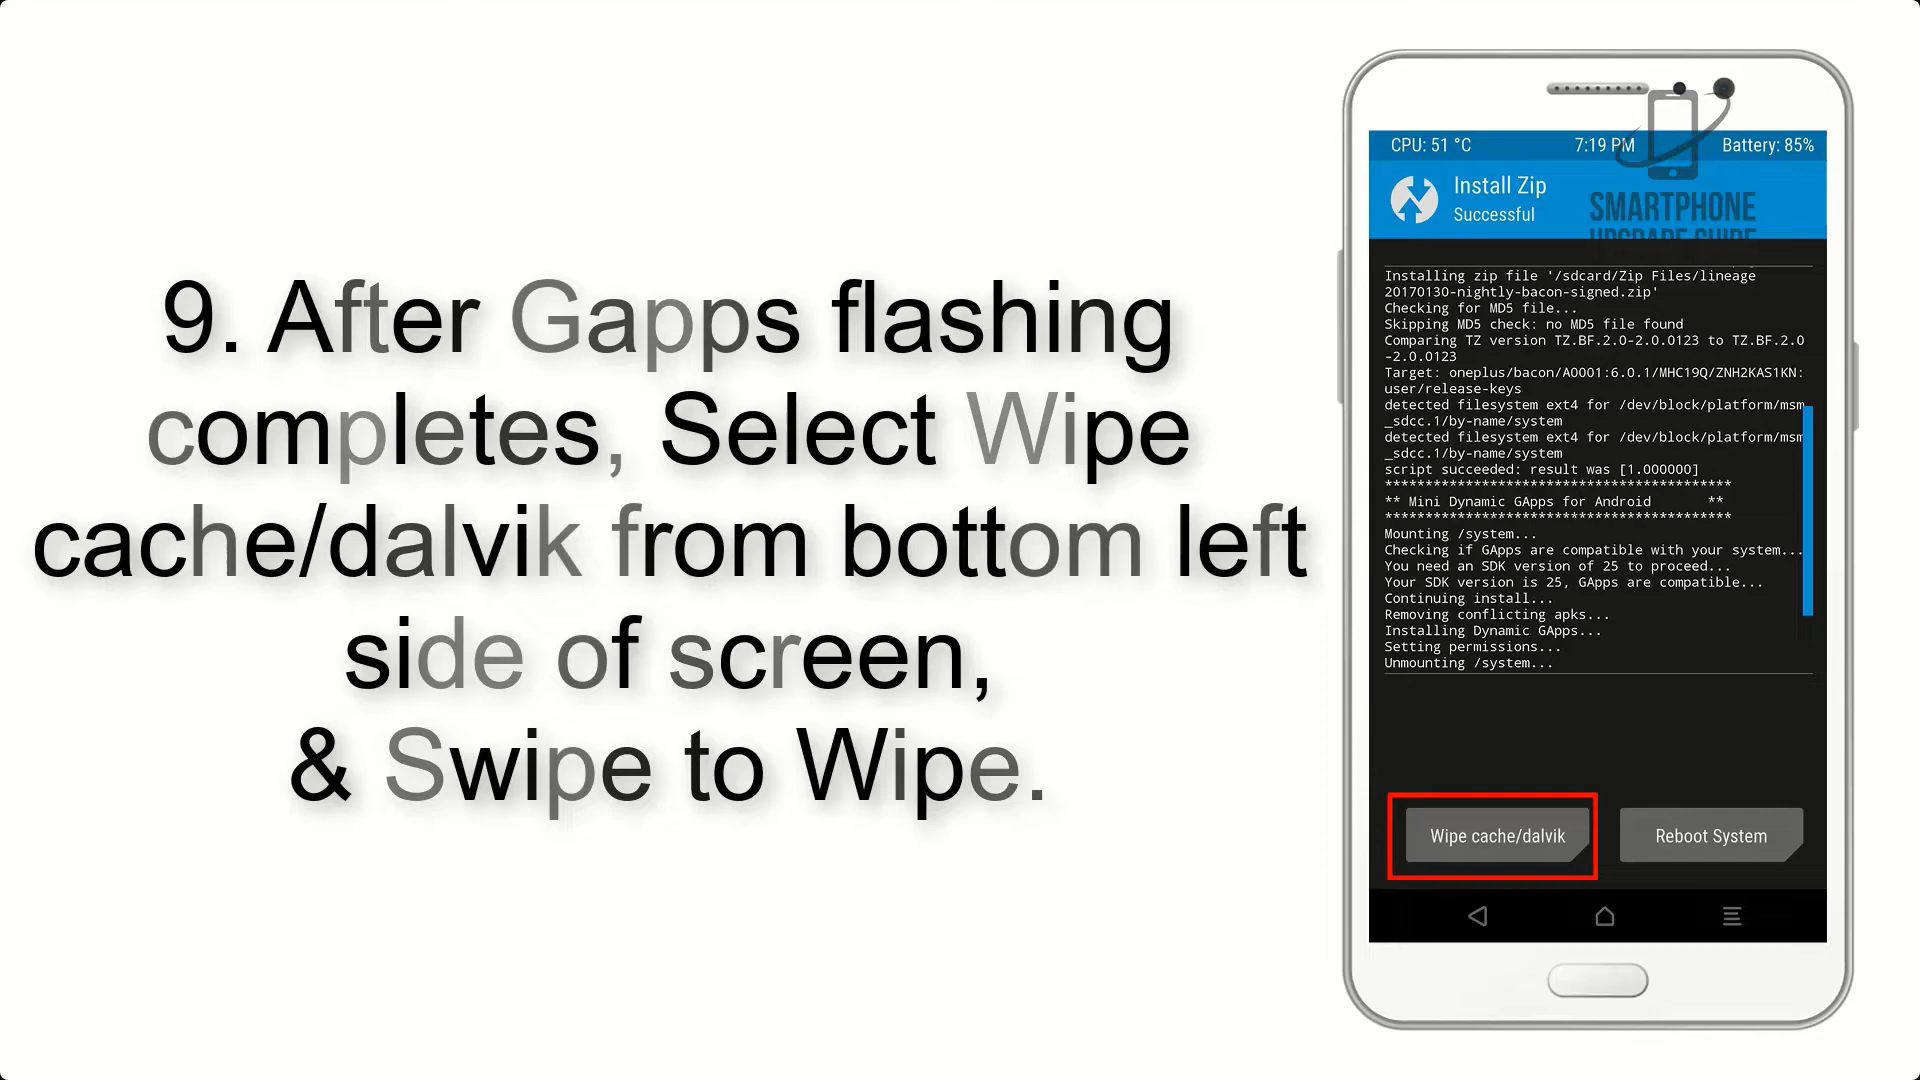 9. After Gapps flashing
completes, Select Wipe
cache/dalvik from bottom left
side of screen,
& Swipe to Wipe.
CPU: 51 °C 7:19 PM Battery: 85%
Install Zip
Successful
SMARTPHONE
UPGRADE GUIDE
Installing zip file '/sdcard/Zip Files/lineage
20170130-nightly-bacon-signed.zip'
Checking for MD5 file...
Skipping MD5 check: no MD5 file found
Comparing TZ version TZ.BF.2.0-2.0.0123 to TZ.BF.2.0
-2.0.0123
Target: oneplus/bacon/A0001:6.0.1/MHC19Q/ZNH2KAS1KN:
user/release-keys
detected filesystem ext4 for /dev/block/platform/msm
_sdcc.1/by-name/system
detected filesystem ext4 for /dev/block/platform/msm
_sdcc.1/by-name/system
script succeeded: result was [1.000000]
*******************************************
** Mini Dynamic GApps for Android **
*******************************************
Mounting /system...
Checking if GApps are compatible with your system...
You need an SDK version of 25 to proceed...
Your SDK version is 25, GApps are compatible...
Continuing install...
Removing conflicting apks...
Installing Dynamic GApps...
Setting permissions...
Unmounting /system...
Wipe cache/dalvik Reboot System